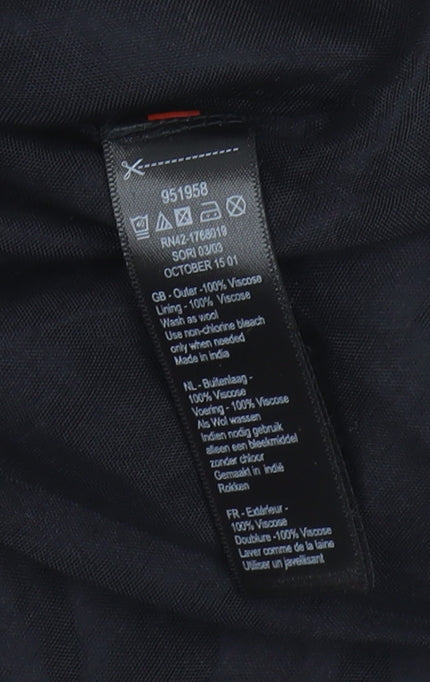 951958
40
RN42-1768019
SORI 03/03
OCTOBER 15 01
GB - Outer -100% Viscose
Lining - 100% Viscose
Wash as wool
Use non-chlorine bleach
only when needed
Made in India
NL - Buitenlaag -
100% Viscose
Voering - 100% Viscose
Als Wol wassen
Indien nodig gebruik
alleen een bleekmiddel
zonder chloor
Gemaakt in Indië
Rokken
FR - Extérieur -
100% Viscose
Doublure -100% Viscose
Laver comme de la laine
Utiliser un javellisant